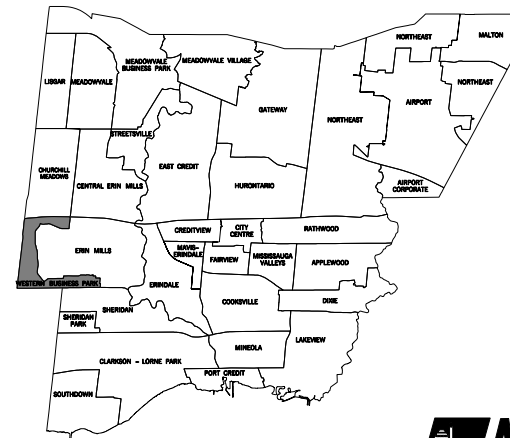 NORTHEAST
MALTON
MEADOWVALE
BUSINESS PARK
MEADOWVALE VILLAGE
LISGAR
MEADOWVALE
NORTHEAST
GATEWAY
AIRPORT
NORTHEAST
STREETSVILLE
EAST CREDIT
CHURCHILL
MEADOWS
CENTRAL ERIN MILLS
HURONTARIO
AIRPORT
CORPORATE
CREDITVIEW
CITY
CENTRE
RATHWOOD
ERIN MILLS
MAVIS-
ERINDALE
FAIRVIEW
MISSISSAUGA
VALLEYS
APPLEWOOD
WESTERN BUSINESS PARK
ERINDALE
COOKSVILLE
DIXIE
SHERIDAN
SHERIDAN
PARK
LAKEVIEW
MINEOLA
CLARKSON - LORNE PARK
PORT CREDIT
SOUTHDOWN